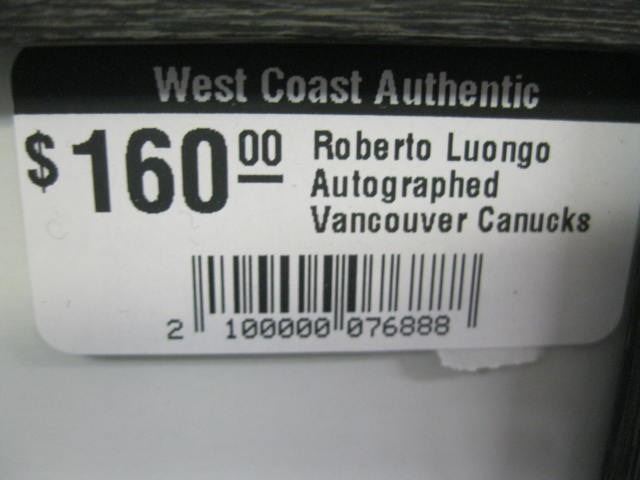 West Coast Authentic
$160.00 Roberto Luongo
Autographed
Vancouver Canucks
2 100000 076888